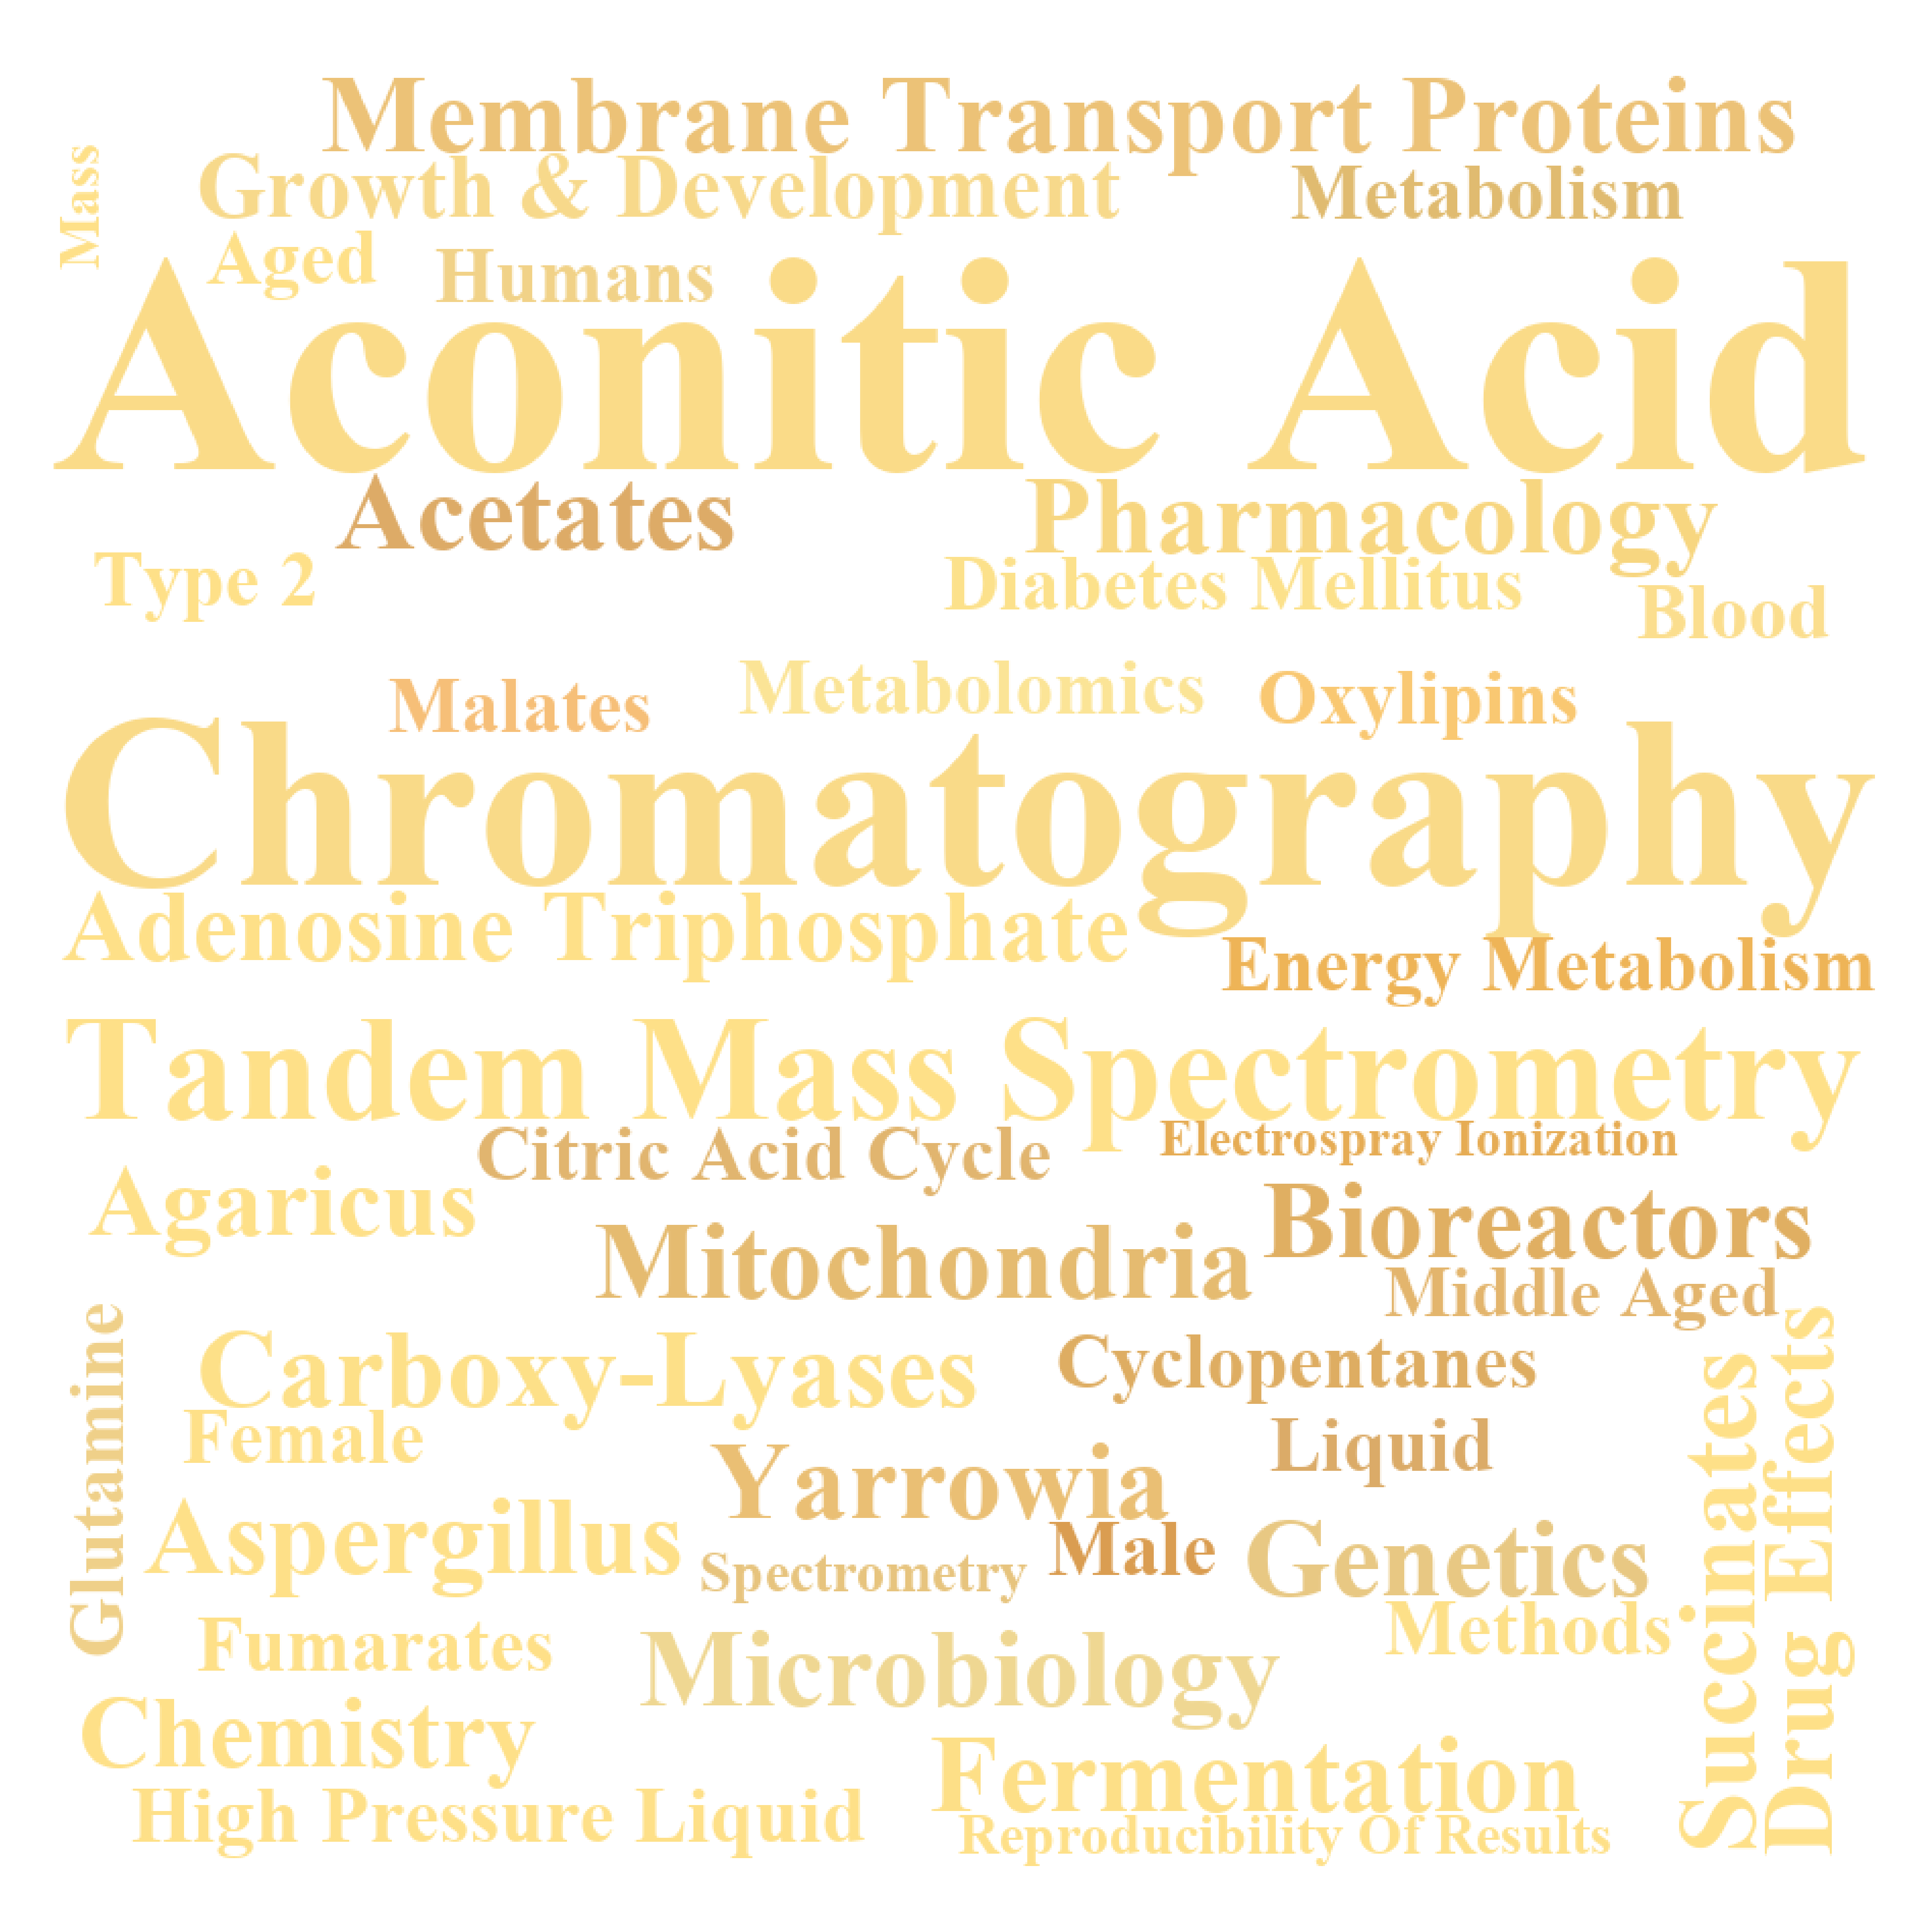 Membrane Transport Proteins
Mass
Growth & Development
Metabolism
Aged
Humans
Aconitic Acid
Acetates
Pharmacology
Type 2
Diabetes Mellitus
Blood
Malates
Metabolomics
Oxylipins
Chromatography
Adenosine Triphosphate
Energy Metabolism
Tandem Mass Spectrometry
Citric Acid Cycle
Electrospray Ionization
Agaricus
Bioreactors
Mitochondria
Middle Aged
Glutamine
Carboxy-Lyases
Cyclopentanes
Succinates
Drug Effects
Female
Liquid
Yarrowia
Aspergillus
Spectrometry
Male
Genetics
Fumarates
Methods
Microbiology
Chemistry
Fermentation
High Pressure Liquid
Reproducibility Of Results